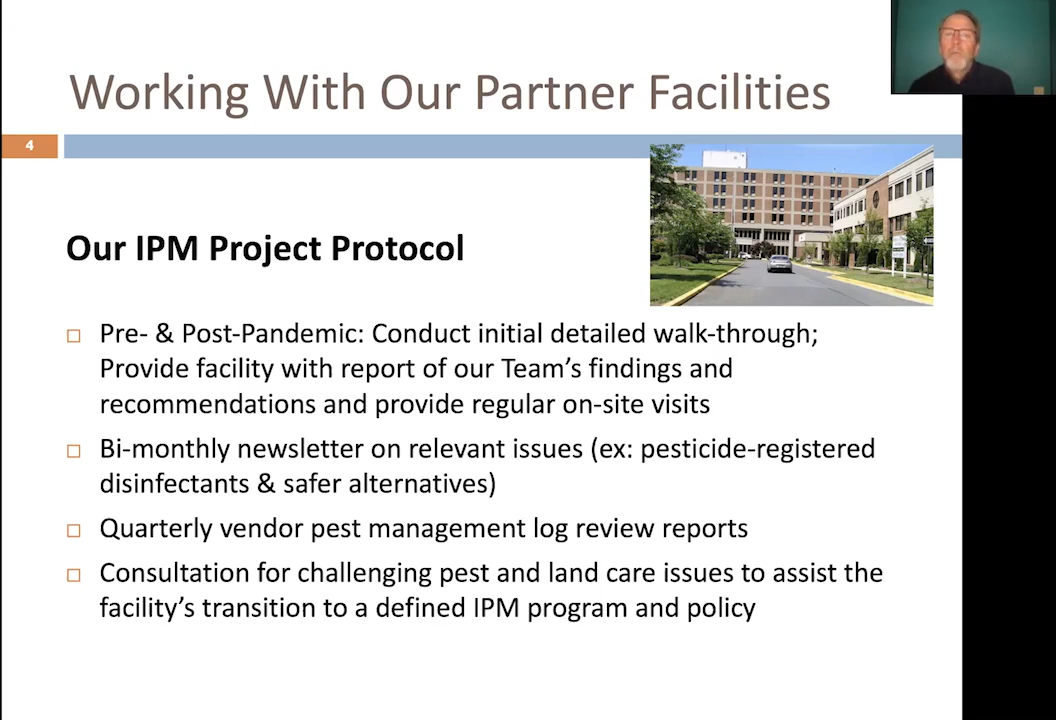 Working With Our Partner Facilities
4
Our IPM Project Protocol
Pre- & Post-Pandemic: Conduct initial detailed walk-through;
Provide facility with report of our Team’s findings and
recommendations and provide regular on-site visits
Bi-monthly newsletter on relevant issues (ex: pesticide-registered
disinfectants & safer alternatives)
Quarterly vendor pest management log review reports
Consultation for challenging pest and land care issues to assist the
facility’s transition to a defined IPM program and policy